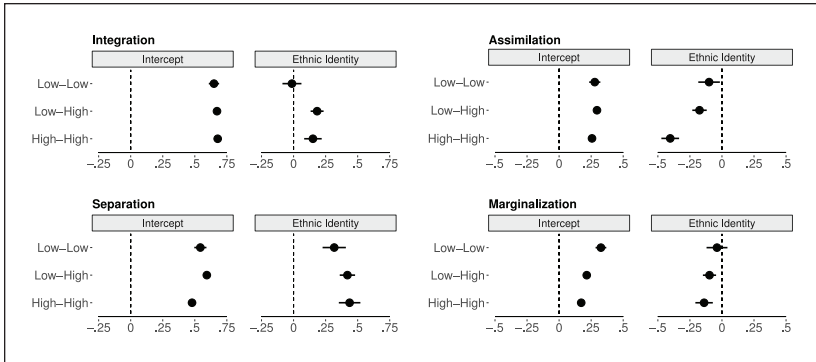 Integration
Intercept Ethnic Identity
Low–Low
Low–High
High–High
–.25 0 .25 .5 .75 –.25 0 .25 .5 .75
Assimilation
Intercept Ethnic Identity
Low–Low
Low–High
High–High
–.5 –.25 0 .25 .5 –.5 –.25 0 .25 .5
Separation
Intercept Ethnic Identity
Low–Low
Low–High
High–High
–.25 0 .25 .5 .75 –.25 0 .25 .5 .75
Marginalization
Intercept Ethnic Identity
Low–Low
Low–High
High–High
–.5 –.25 0 .25 .5 –.5 –.25 0 .25 .5